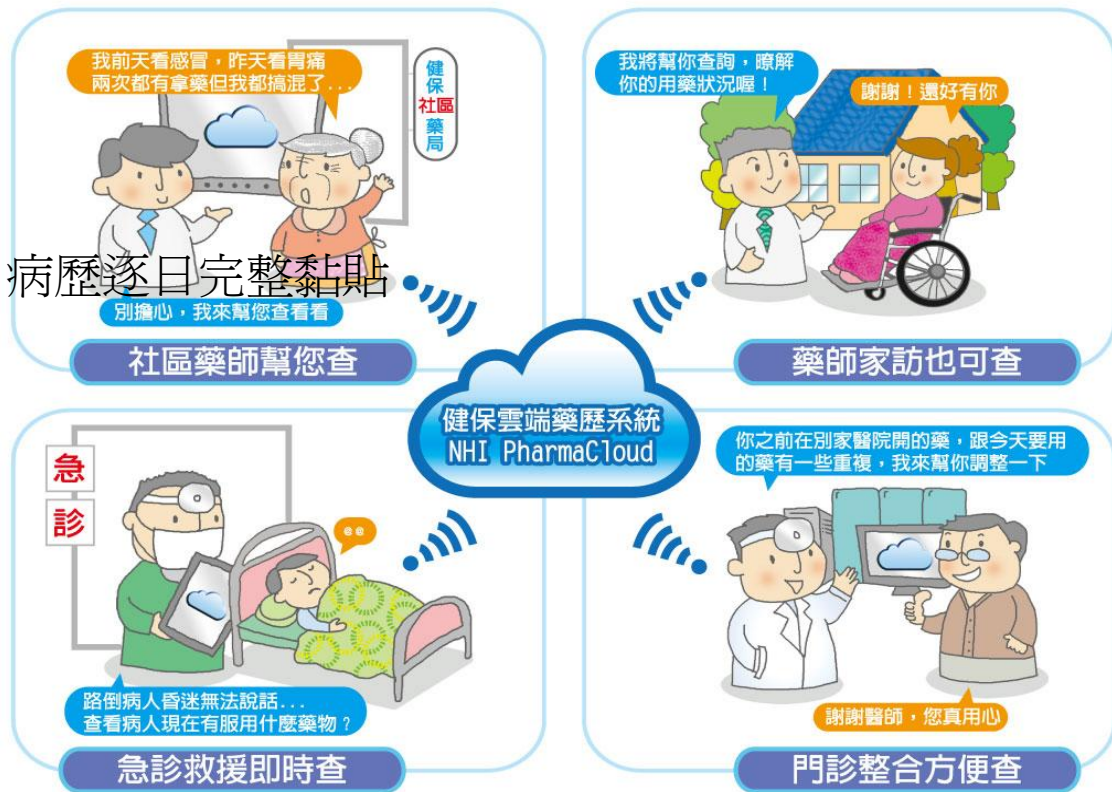 我前天看感冒，昨天看胃痛
兩次都有拿藥但我都搞混了...
健保社區藥局
病歷逐日完整黏貼
別擔心，我來幫您查看看
社區藥師幫您查
我將幫你查詢，瞭解
你的用藥狀況喔！
謝謝！還好有你
藥師家訪也可查
健保雲端藥歷系統
NHI PharmaCloud
急診
@@
路倒病人昏迷無法說話...
查看病人現在有服用什麼藥物？
急診救援即時查
你之前在別家醫院開的藥，跟今天要用
的藥有一些重複，我來幫你調整一下
謝謝醫師，您真用心
門診整合方便查